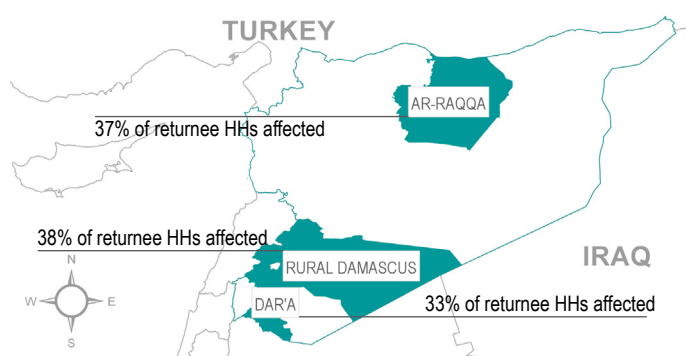 TURKEY
AR-RAQQA
37% of returnee HHs affected
38% of returnee HHs affected
IRAQ
RURAL DAMASCUS
N
W E
S
DAR'A
33% of returnee HHs affected